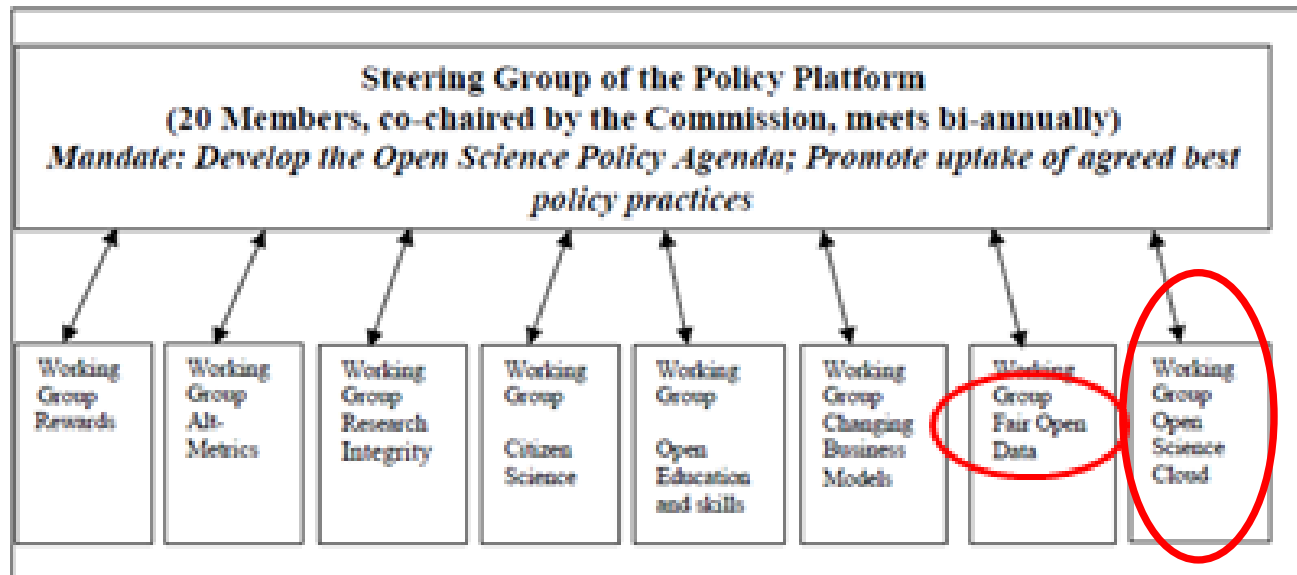 Steering Group of the Policy Platform
(20 Members, co-chaired by the Commission, meets bi-annually)
Mandate: Develop the Open Science Policy Agenda; Promote uptake of agreed best
policy practices
Working
Group
Rewards
Working
Group
Alt-
Metrics
Working
Group
Research
Integrity
Working
Group
Citizen
Science
Working
Group
Open
Education
and skills
Working
Group
Changing
Business
Models
Working
Group
Fair Open
Data
Working
Group
Open
Science
Cloud